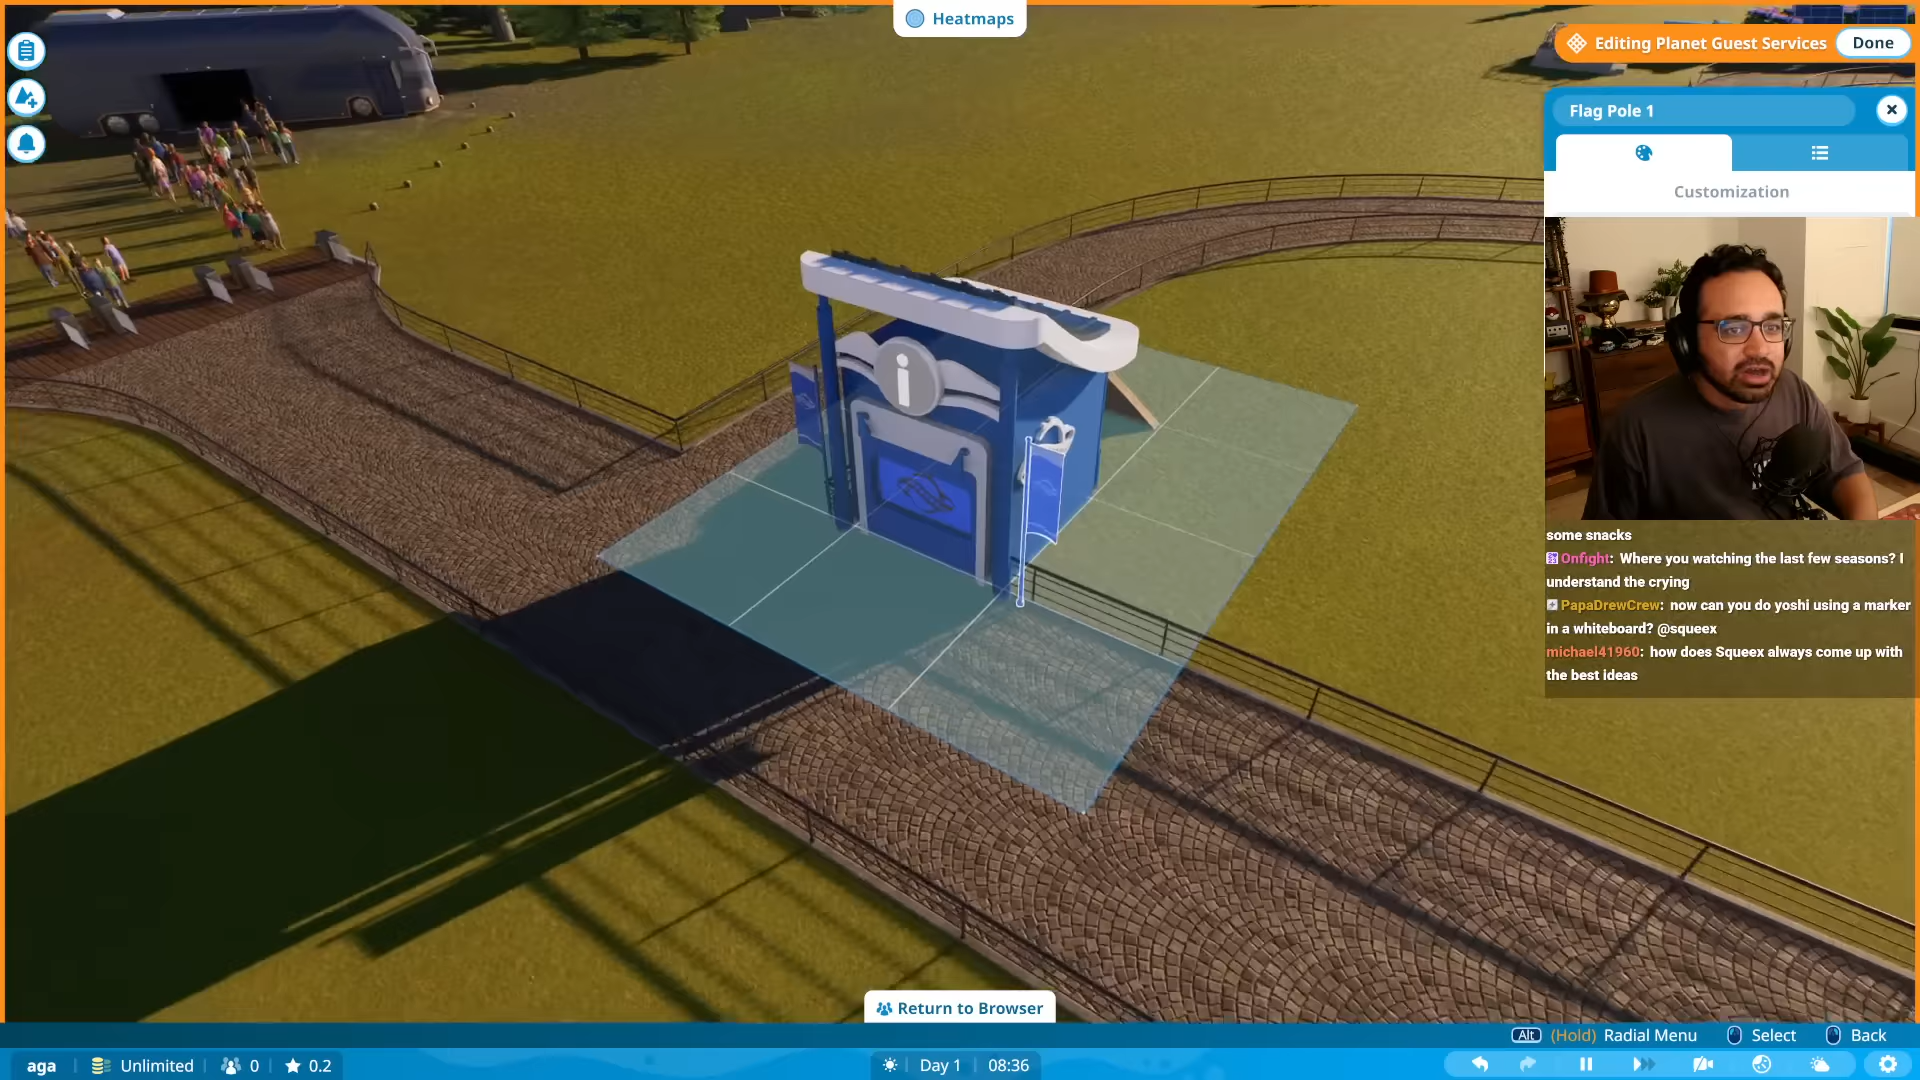 Heatmaps
Editing Planet Guest Services
Done
Flag Pole 1
Customization
some snacks
Onfight: Where you watching the last few seasons? I
understand the crying
PapaDrewCrew: now can you do yoshi using a marker
in a whiteboard? @squeex
michael41960: how does Squeex always come up with
the best ideas
i
Return to Browser
Alt (Hold) Radial Menu Select Back
aga Unlimited 0 0.2 Day 1 08:36